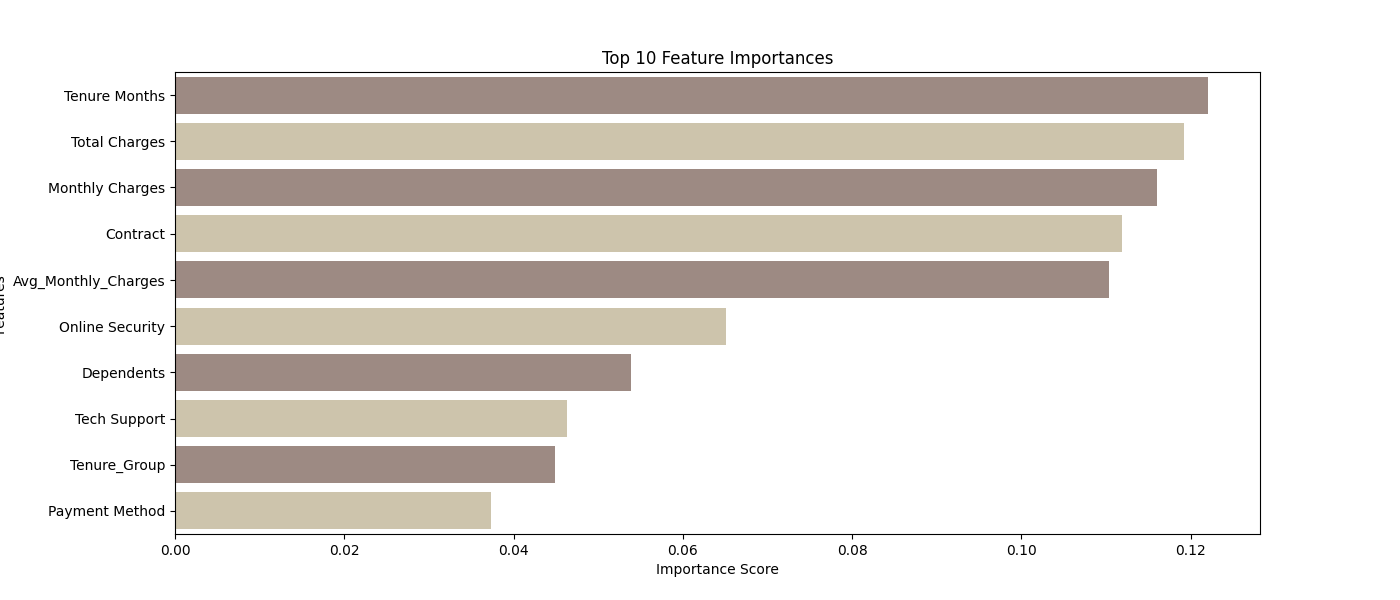 Top 10 Feature Importances
Tenure Months
Total Charges
Monthly Charges
Contract
Avg_Monthly_Charges
Online Security
Dependents
Tech Support
Tenure_Group
Payment Method
0.00 0.02 0.04 0.06 0.08 0.10 0.12
Importance Score